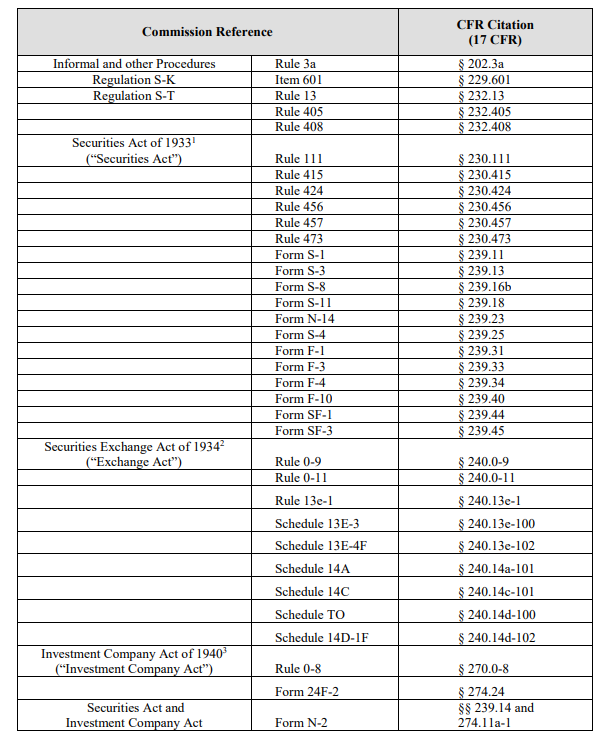 Commission Reference
CFR Citation
(17 CFR)
Informal and other Procedures Rule 3a § 202.3a
Regulation S-K Item 601 § 229.601
Regulation S-T Rule 13 § 232.13
Rule 405 § 232.405
Rule 408 § 232.408
Securities Act of 1933¹
(“Securities Act”) Rule 111 § 230.111
Rule 415 § 230.415
Rule 424 § 230.424
Rule 456 § 230.456
Rule 457 § 230.457
Rule 473 § 230.473
Form S-1 § 239.11
Form S-3 § 239.13
Form S-8 § 239.16b
Form S-11 § 239.18
Form N-14 § 239.23
Form S-4 § 239.25
Form F-1 § 239.31
Form F-3 § 239.33
Form F-4 § 239.34
Form F-10 § 239.40
Form SF-1 § 239.44
Form SF-3 § 239.45
Securities Exchange Act of 1934²
(“Exchange Act”) Rule 0-9 § 240.0-9
Rule 0-11 § 240.0-11
Rule 13e-1 § 240.13e-1
Schedule 13E-3 § 240.13e-100
Schedule 13E-4F § 240.13e-102
Schedule 14A § 240.14a-101
Schedule 14C § 240.14c-101
Schedule TO § 240.14d-100
Schedule 14D-1F § 240.14d-102
Investment Company Act of 1940³
(“Investment Company Act”) Rule 0-8 § 270.0-8
Form 24F-2 § 274.24
Securities Act and §§ 239.14 and
Investment Company Act Form N-2 274.11a-1